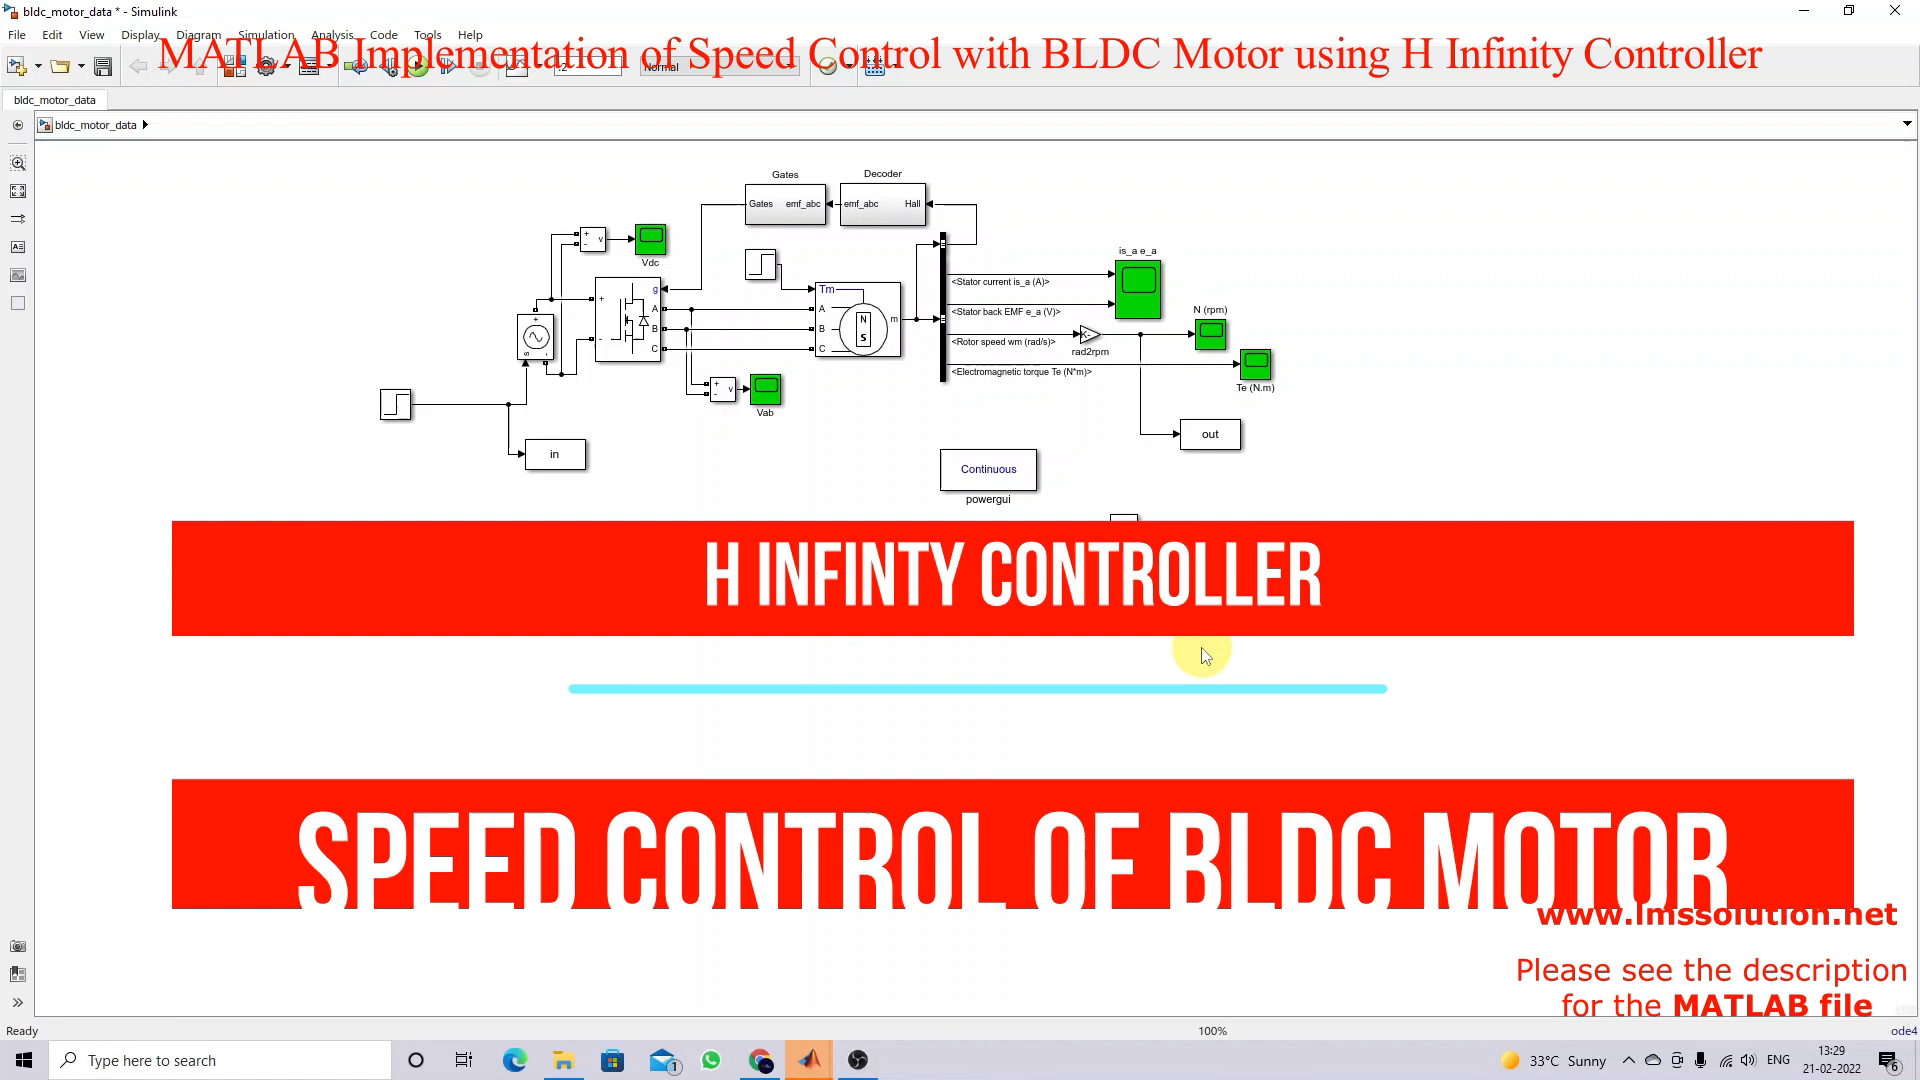 bldc_motor_data * - Simulink
File Edit View Display Diagram Simulation Analysis Code Tools Help
MATLAB Implementation of Speed Control with BLDC Motor using H Infinity Controller
Normal
bldc_motor_data
bldc_motor_data
Gates
Decoder
Gates emf_abc
emf_abc Hall
Vdc
is_a e_a
<Stator current is_a (A)>
<Stator back EMF e_a (V)>
<Rotor speed wm (rad/s)>
<Electromagnetic torque Te (N*m)>
g
A
B
C
Tm
A
B
C
m
N
S
K-
rad2rpm
N (rpm)
Te (N.m)
v
v
Vab
in
out
Continuous
powergui
H INFINTY CONTROLLER
SPEED CONTROL OF BLDC MOTOR
www.lmssolution.net
Please see the description
for the MATLAB file
Ready
100%
ode4
Type here to search
1
33°C Sunny
ENG
13:29
21-02-2022
6